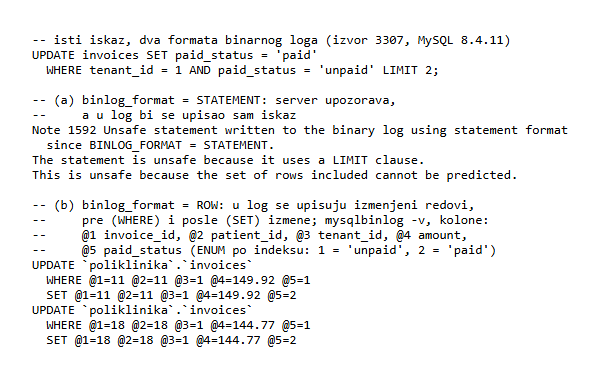 -- isti iskaz, dva formata binarnog loga (izvor 3307, MySQL 8.4.11)
UPDATE invoices SET paid_status = 'paid'
  WHERE tenant_id = 1 AND paid_status = 'unpaid' LIMIT 2;

-- (a) binlog_format = STATEMENT: server upozorava,
--     a u log bi se upisao sam iskaz
Note 1592 Unsafe statement written to the binary log using statement format
  since BINLOG_FORMAT = STATEMENT.
The statement is unsafe because it uses a LIMIT clause.
This is unsafe because the set of rows included cannot be predicted.

-- (b) binlog_format = ROW: u log se upisuju izmenjeni redovi,
--     pre (WHERE) i posle (SET) izmene; mysqlbinlog -v, kolone:
--     @1 invoice_id, @2 patient_id, @3 tenant_id, @4 amount,
--     @5 paid_status (ENUM po indeksu: 1 = 'unpaid', 2 = 'paid')
UPDATE `poliklinika`.`invoices`
  WHERE @1=11 @2=11 @3=1 @4=149.92 @5=1
  SET @1=11 @2=11 @3=1 @4=149.92 @5=2
UPDATE `poliklinika`.`invoices`
  WHERE @1=18 @2=18 @3=1 @4=144.77 @5=1
  SET @1=18 @2=18 @3=1 @4=144.77 @5=2